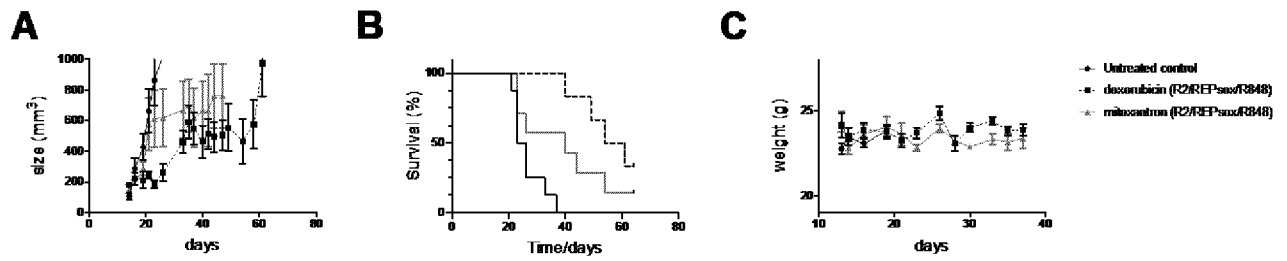 A
size (mm³)
1000
800
600
400
200
0
0 20 40 60 80
days
B
Survival (%)
100
50
0
0 20 40 60 80
Time/days
C
weight (g)
25
20
10 20 30 40
days
Untreated control
doxorubicin (R2/REPsox/R848)
mitoxantron (R2/REPsox/R848)